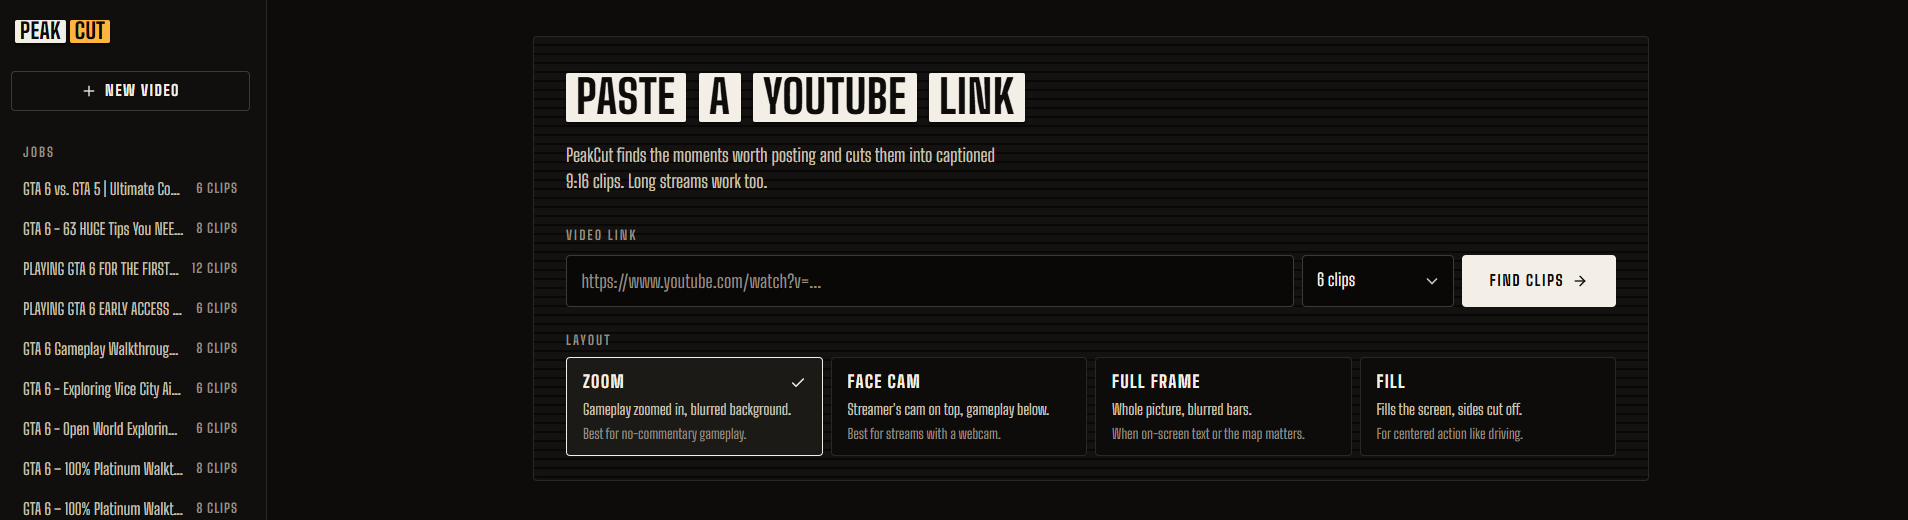 PEAK CUT
+ NEW VIDEO
JOBS
GTA 6 vs. GTA 5 | Ultimate Co... 6 CLIPS
GTA 6 - 63 HUGE Tips You NEE... 8 CLIPS
PLAYING GTA 6 FOR THE FIRST... 12 CLIPS
PLAYING GTA 6 EARLY ACCESS ... 6 CLIPS
GTA 6 Gameplay Walkthroug... 8 CLIPS
GTA 6 - Exploring Vice City Ai... 6 CLIPS
GTA 6 - Open World Explorin... 6 CLIPS
GTA 6 – 100% Platinum Walkt... 8 CLIPS
GTA 6 – 100% Platinum Walkt... 8 CLIPS
PASTE A YOUTUBE LINK
PeakCut finds the moments worth posting and cuts them into captioned
9:16 clips. Long streams work too.
VIDEO LINK
https://www.youtube.com/watch?v=...
6 clips
FIND CLIPS →
LAYOUT
ZOOM
Gameplay zoomed in, blurred background.
Best for no-commentary gameplay.
FACE CAM
Streamer's cam on top, gameplay below.
Best for streams with a webcam.
FULL FRAME
Whole picture, blurred bars.
When on-screen text or the map matters.
FILL
Fills the screen, sides cut off.
For centered action like driving.